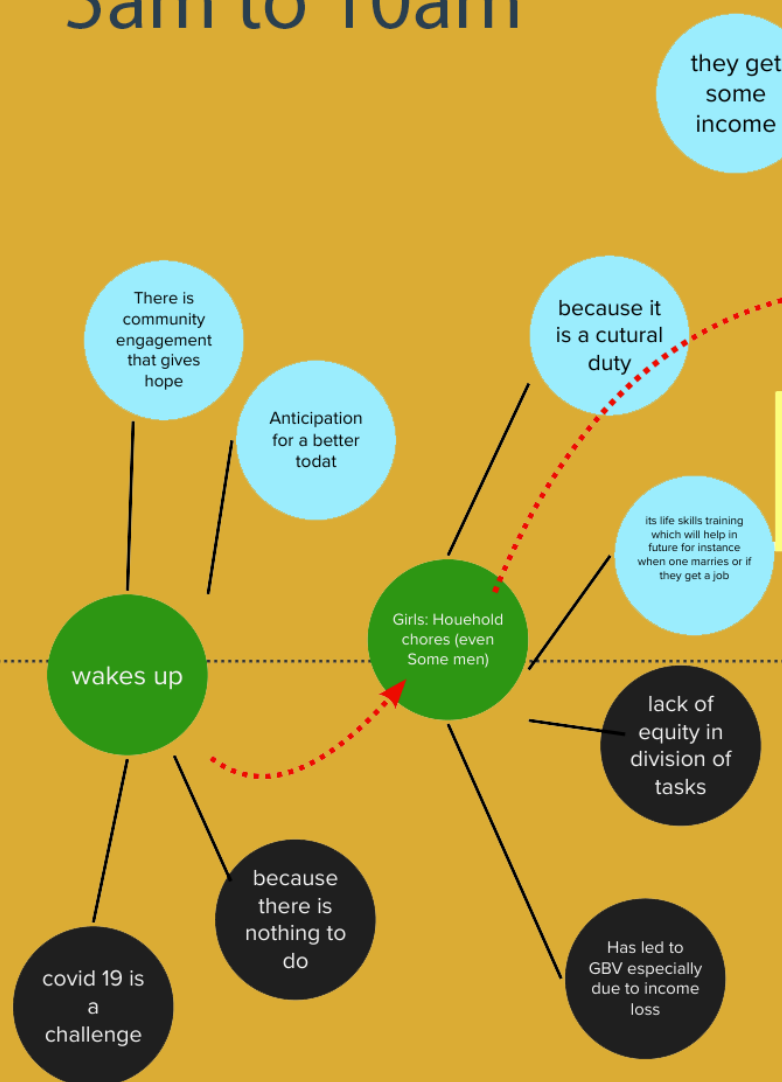 5am to 10am
they get
some
income
There is
community
engagement
that gives
hope
because it
is a cutural
duty
Anticipation
for a better
todat
its life skills training
which will help in
future for instance
when one marries or if
they get a job
Girls: Houehold
chores (even
Some men)
wakes up
lack of
equity in
division of
tasks
because
there is
nothing to
do
Has led to
GBV especially
due to income
loss
covid 19 is
a
challenge